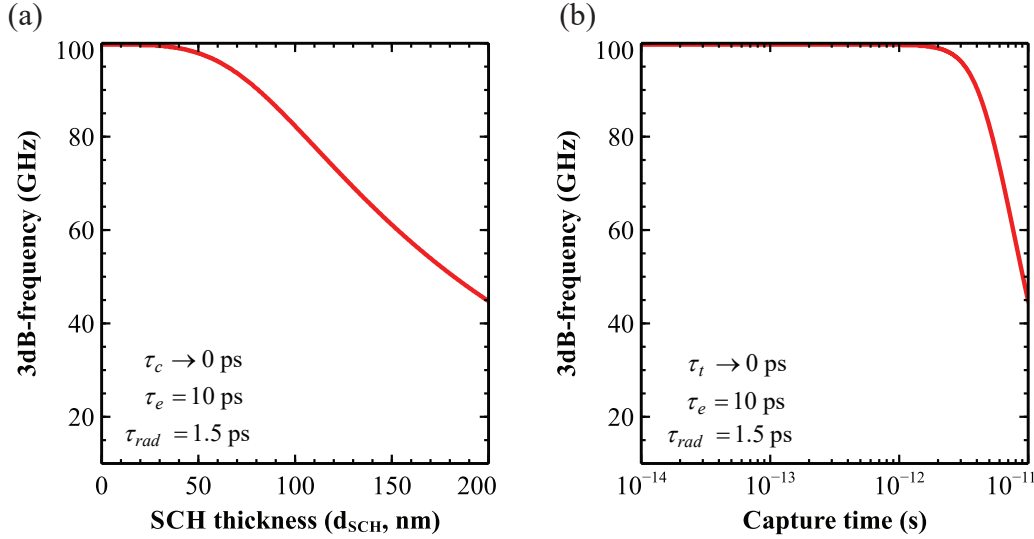 (a)
(b)
3dB-frequency (GHz)
100
80
60
40
20
τc → 0 ps
τe = 10 ps
τrad = 1.5 ps
0 50 100 150 200
SCH thickness (dSCH, nm)
3dB-frequency (GHz)
100
80
60
40
20
τt → 0 ps
τe = 10 ps
τrad = 1.5 ps
10⁻¹⁴ 10⁻¹³ 10⁻¹² 10⁻¹¹
Capture time (s)